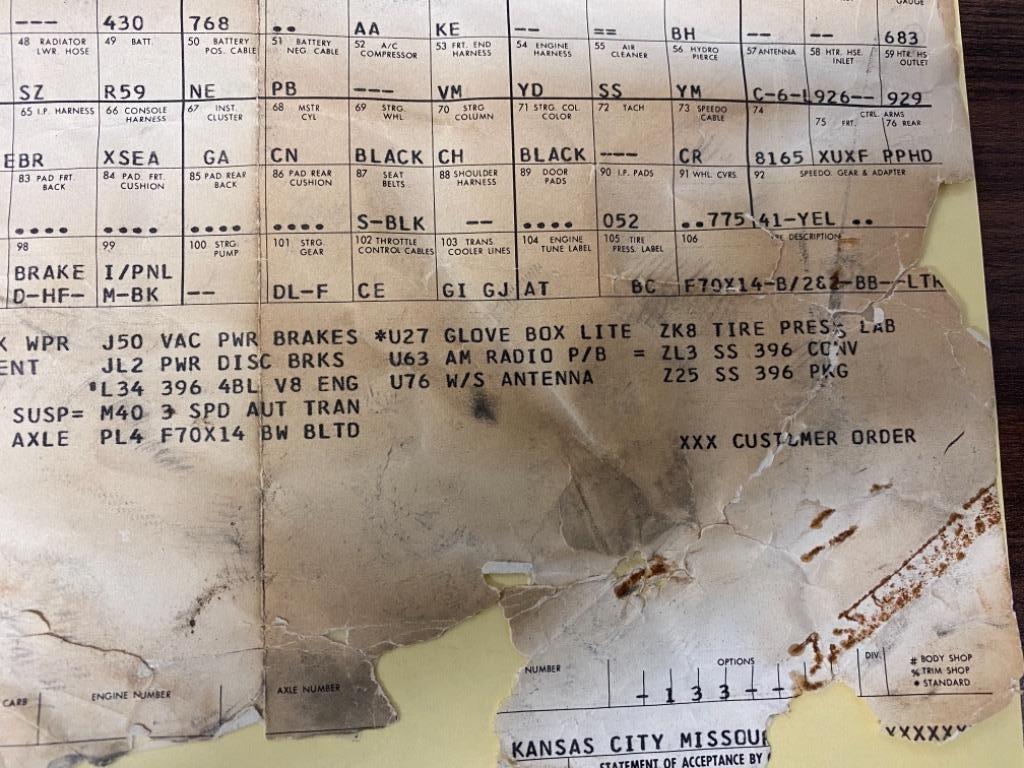 GAUGE
--- 430 768 •• AA KE -- == BH -- -- 683
48 RADIATOR LWR. HOSE 49 BATT. 50 BATTERY POS. CABLE 51 BATTERY NEG. CABLE 52 A/C COMPRESSOR 53 FRT. END HARNESS 54 ENGINE HARNESS 55 AIR CLEANER 56 HYDRO PIERCE 57 ANTENNA 58 HTR. HSE. INLET 59 HTR. HS OUTLET
SZ R59 NE PB --- VM YD SS YM C-6-L 926-- 929
65 I.P. HARNESS 66 CONSOLE HARNESS 67 INST. CLUSTER 68 MSTR CYL 69 STRG. WHL. 70 STRG COLUMN 71 STRG. COL. COLOR 72 TACH 73 SPEEDO CABLE 74 CTRL. ARMS 75 FRT. 76 REAR
EBR XSEA GA CN BLACK CH BLACK --- CR 8165 XUXF PPHD
83 PAD FRT. BACK 84 PAD. FRT. CUSHION 85 PAD REAR BACK 86 PAD REAR CUSHION 87 SEAT BELTS 88 SHOULDER HARNESS 89 DOOR PADS 90 I.P. PADS 91 WHL. CVRS. 92 SPEEDO. GEAR & ADAPTER
•••• •••• •••• •••• S-BLK -- •••• 052 ••775 41-YEL ••
98 99 100 STRG. PUMP 101 STRG. GEAR 102 THROTTLE CONTROL CABLES 103 TRANS COOLER LINES 104 ENGINE TUNE LABEL 105 TIRE PRESS. LABEL 106 DESCRIPTION
BRAKE I/PNL
D-HF- M-BK -- DL-F CE GI GJ AT BC F70X14-B/2&2-BB--LTH
WPR J50 VAC PWR BRAKES *U27 GLOVE BOX LITE ZK8 TIRE PRESS LAB
ENT JL2 PWR DISC BRKS U63 AM RADIO P/B = ZL3 SS 396 CONV
L34 396 4BL V8 ENG U76 W/S ANTENNA Z25 SS 396 PKG
SUSP= M40 3 SPD AUT TRAN
AXLE PL4 F70X14 BW BLTD XXX CUSTOMER ORDER
CARB ENGINE NUMBER AXLE NUMBER NUMBER OPTIONS DIV.
# BODY SHOP
% TRIM SHOP
• STANDARD
-133--
KANSAS CITY MISSOU XXXXXX
STATEMENT OF ACCEPTANCE BY